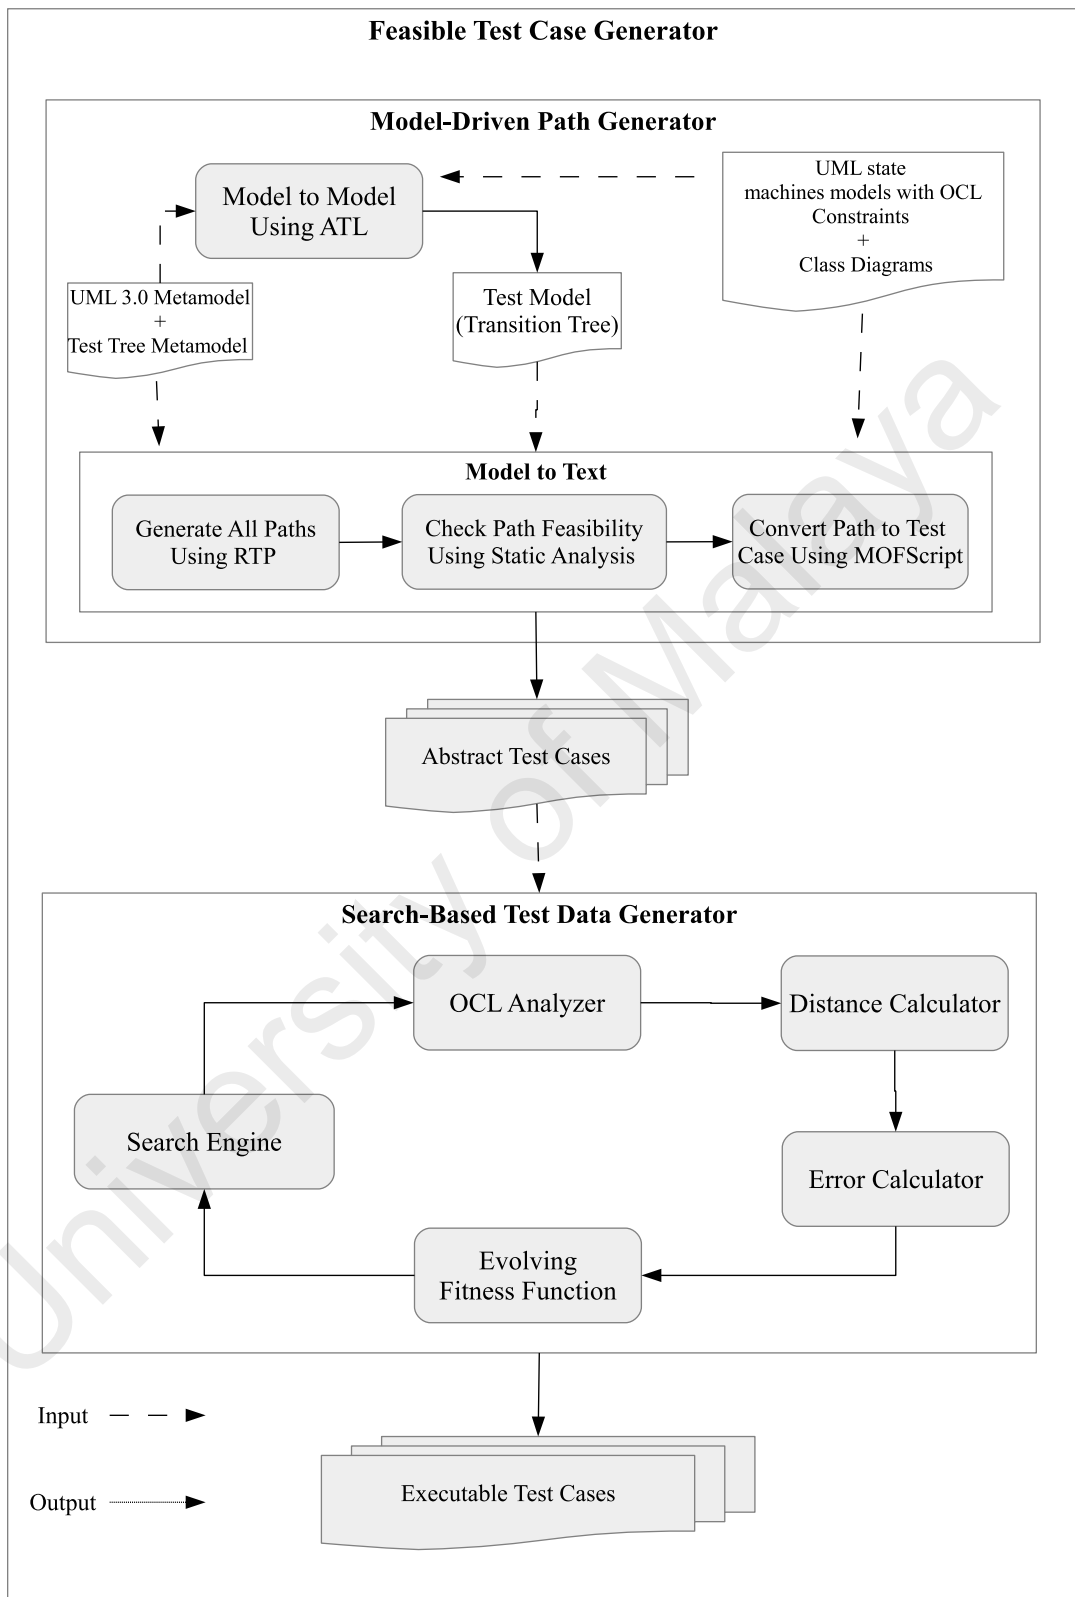 Feasible Test Case Generator
Model-Driven Path Generator
Model to Model
Using ATL
UML state
machines models with OCL
Constraints
+
Class Diagrams
UML 3.0 Metamodel
+
Test Tree Metamodel
Test Model
(Transition Tree)
Model to Text
Generate All Paths
Using RTP
Check Path Feasibility
Using Static Analysis
Convert Path to Test
Case Using MOFScript
Abstract Test Cases
Search-Based Test Data Generator
OCL Analyzer
Distance Calculator
Search Engine
Error Calculator
Evolving
Fitness Function
Input
Output
Executable Test Cases
University of Malaya